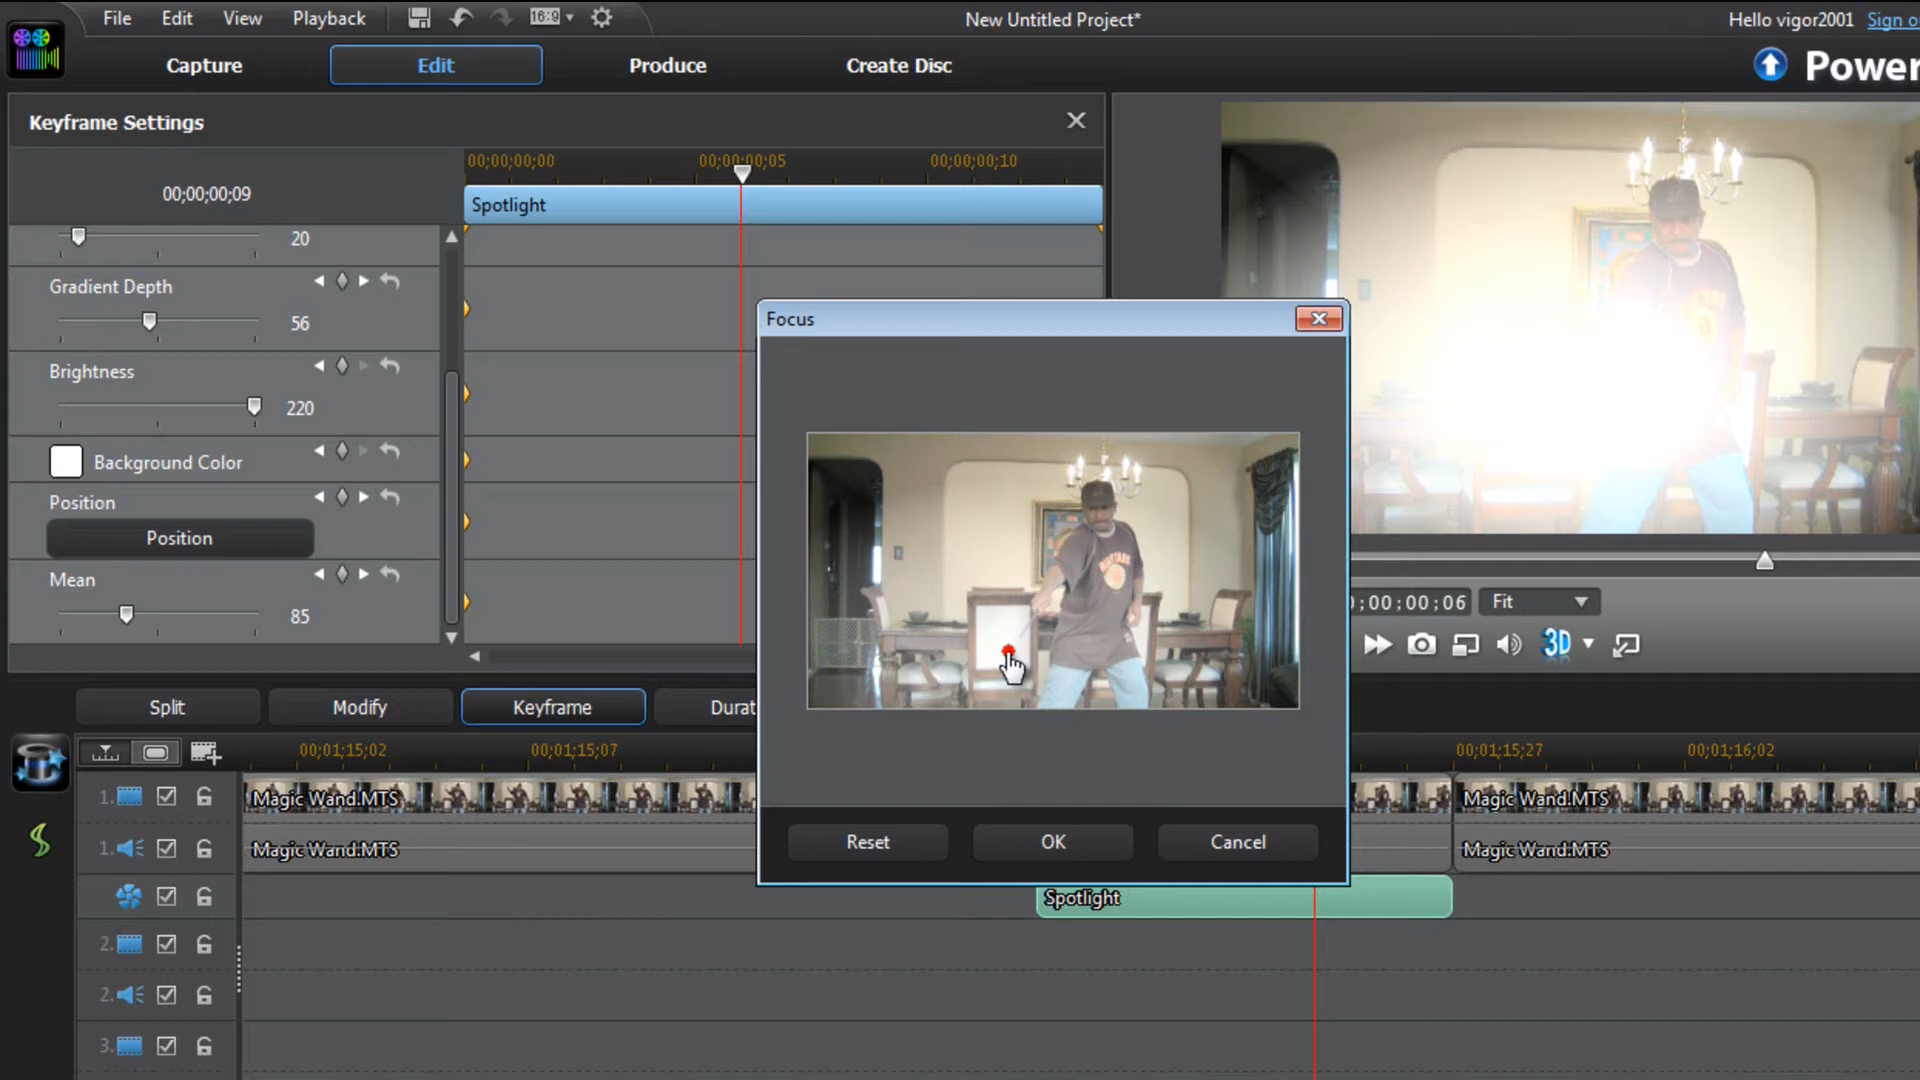 File Edit View Playback 16:9 New Untitled Project* Hello vigor2001 Sign o
Capture Edit Produce Create Disc Power
Keyframe Settings
00;00;00;00 00;00;00;05 00;00;00;10
00;00;00;09
Spotlight
20
Gradient Depth
56
Focus
Brightness
220
Background Color
Position
Position
Mean
85
;00;00;06 Fit
3D
Split Modify Keyframe Durat
00;01;15;02 00;01;15;07 00;01;15;27 00;01;16;02
1. Magic Wand.MTS Magic Wand.MTS
Reset OK Cancel
1. Magic Wand.MTS Magic Wand.MTS
Spotlight
2.
2.
3.